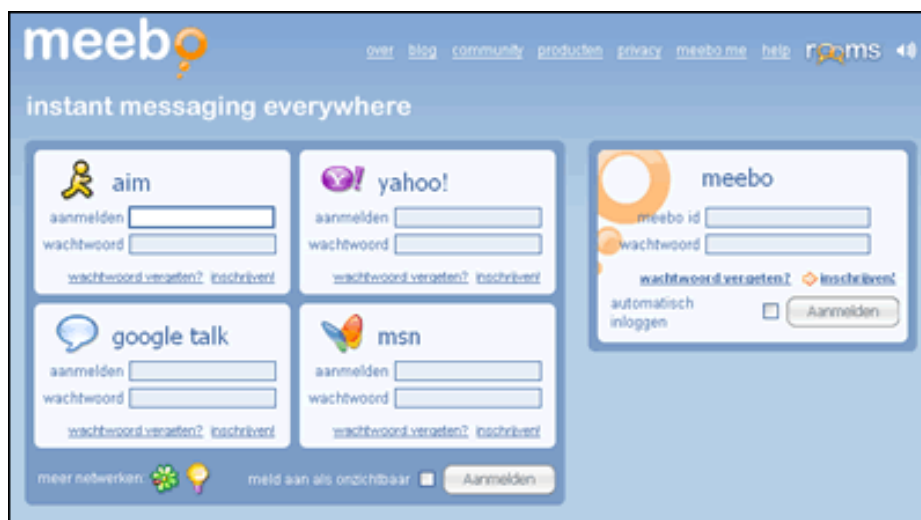 meebo
over blog community producten privacy meebo me help rooms
instant messaging everywhere
aim
aanmelden
wachtwoord
wachtwoord vergeten? inschrijven!
yahoo!
aanmelden
wachtwoord
wachtwoord vergeten? inschrijven!
google talk
aanmelden
wachtwoord
wachtwoord vergeten? inschrijven!
msn
aanmelden
wachtwoord
wachtwoord vergeten? inschrijven!
meer netwerken:
meld aan als onzichtbaar Aanmelden
meebo
meebo id
wachtwoord
wachtwoord vergeten? inschrijven!
automatisch
inloggen
Aanmelden